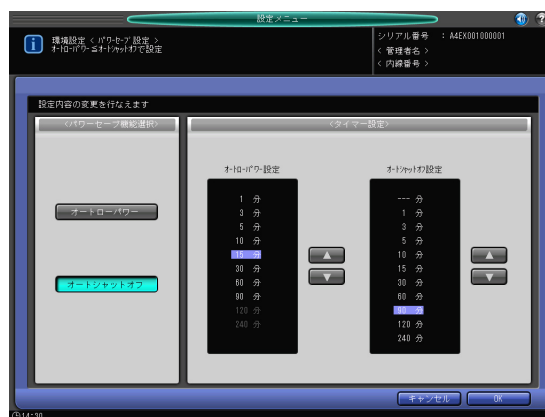 設定メニュー
環境設定 < パワーセーブ設定 >
オートローパワー ≦オートシャットオフで設定
シリアル番号 : A4EX001000001
< 管理者名 >
< 内線番号 >
設定内容の変更を行なえます
<パワーセーブ機能選択>
オートローパワー
オートシャットオフ
<タイマー設定>
オートローパワー設定
1 分
3 分
5 分
10 分
15 分
30 分
60 分
90 分
120 分
240 分
オートシャットオフ設定
--- 分
1 分
3 分
5 分
10 分
15 分
30 分
60 分
90 分
120 分
240 分
キャンセル
OK
14:30